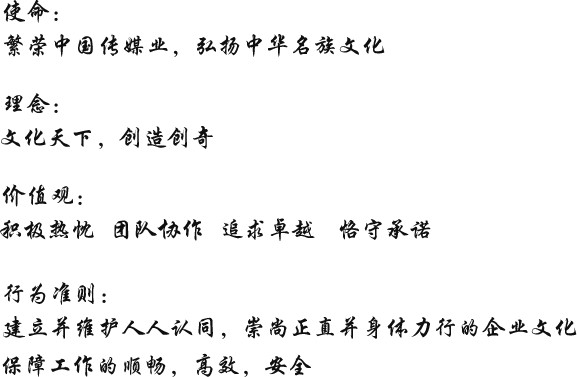 使命：
繁荣中国传媒业，弘扬中华名族文化
理念：
文化天下，创造创奇
价值观：
积极热忱 团队协作 追求卓越 恪守承诺
行为准则：
建立并维护人人认同，崇尚正直并身体力行的企业文化
保障工作的顺畅，高效，安全